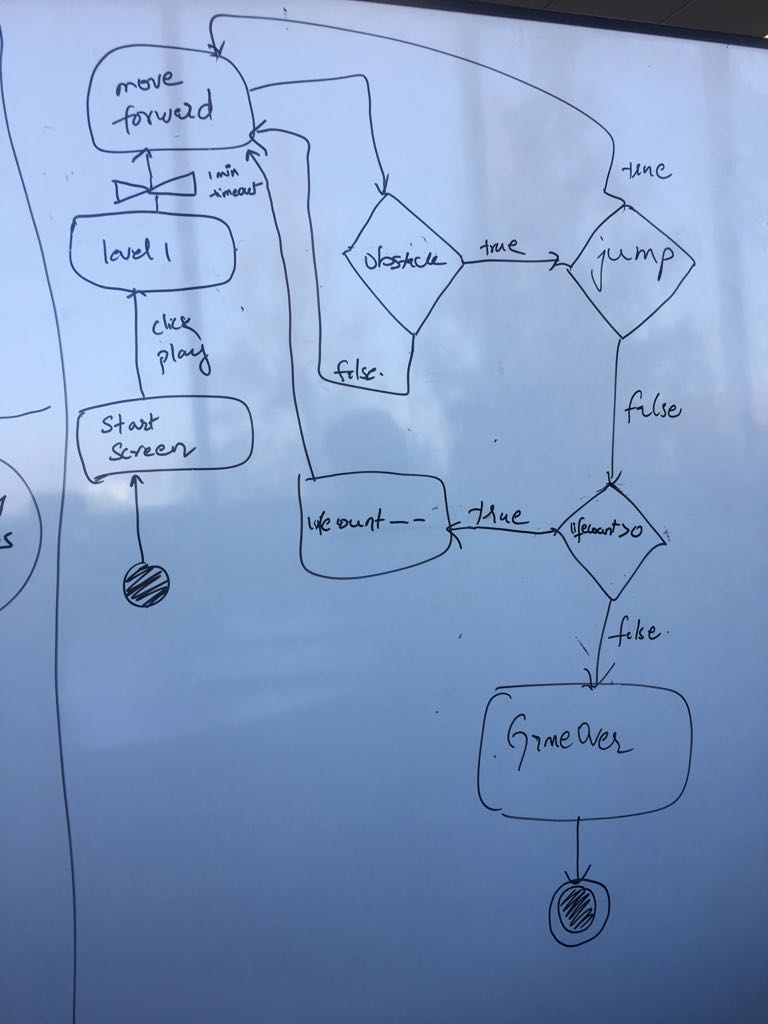 move
forward
1 min
timeout
level 1
click
play
Start
Screen
Obsticle
true
jump
true
false.
false
lifecount--
true
lifecount>0
false.
Game Over